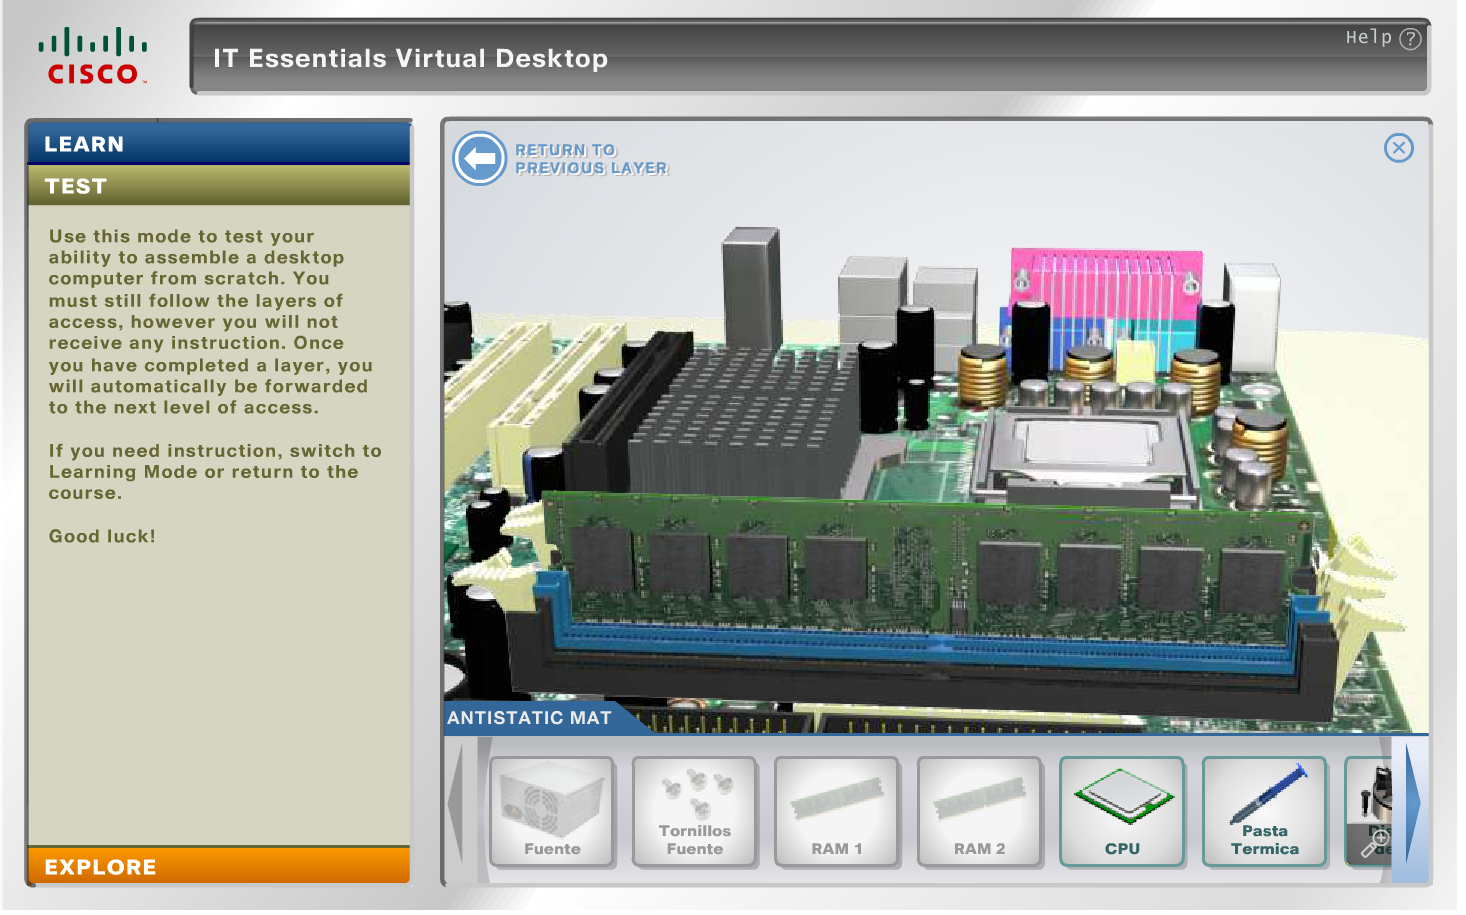 CISCO
IT Essentials Virtual Desktop
Help ?
LEARN
TEST
Use this mode to test your
ability to assemble a desktop
computer from scratch. You
must still follow the layers of
access, however you will not
receive any instruction. Once
you have completed a layer, you
will automatically be forwarded
to the next level of access.
If you need instruction, switch to
Learning Mode or return to the
course.
Good luck!
EXPLORE
RETURN TO
PREVIOUS LAYER
ANTISTATIC MAT
Fuente
Tornillos
Fuente
RAM 1
RAM 2
CPU
Pasta
Termica